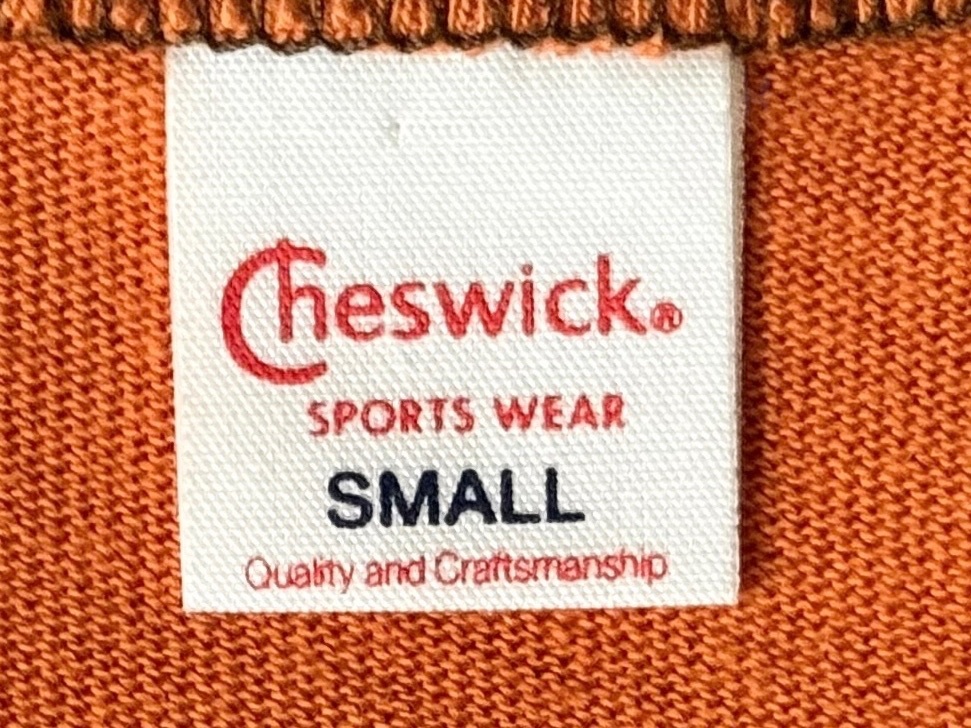 Cheswick®
SPORTS WEAR
SMALL
Quality and Craftsmanship